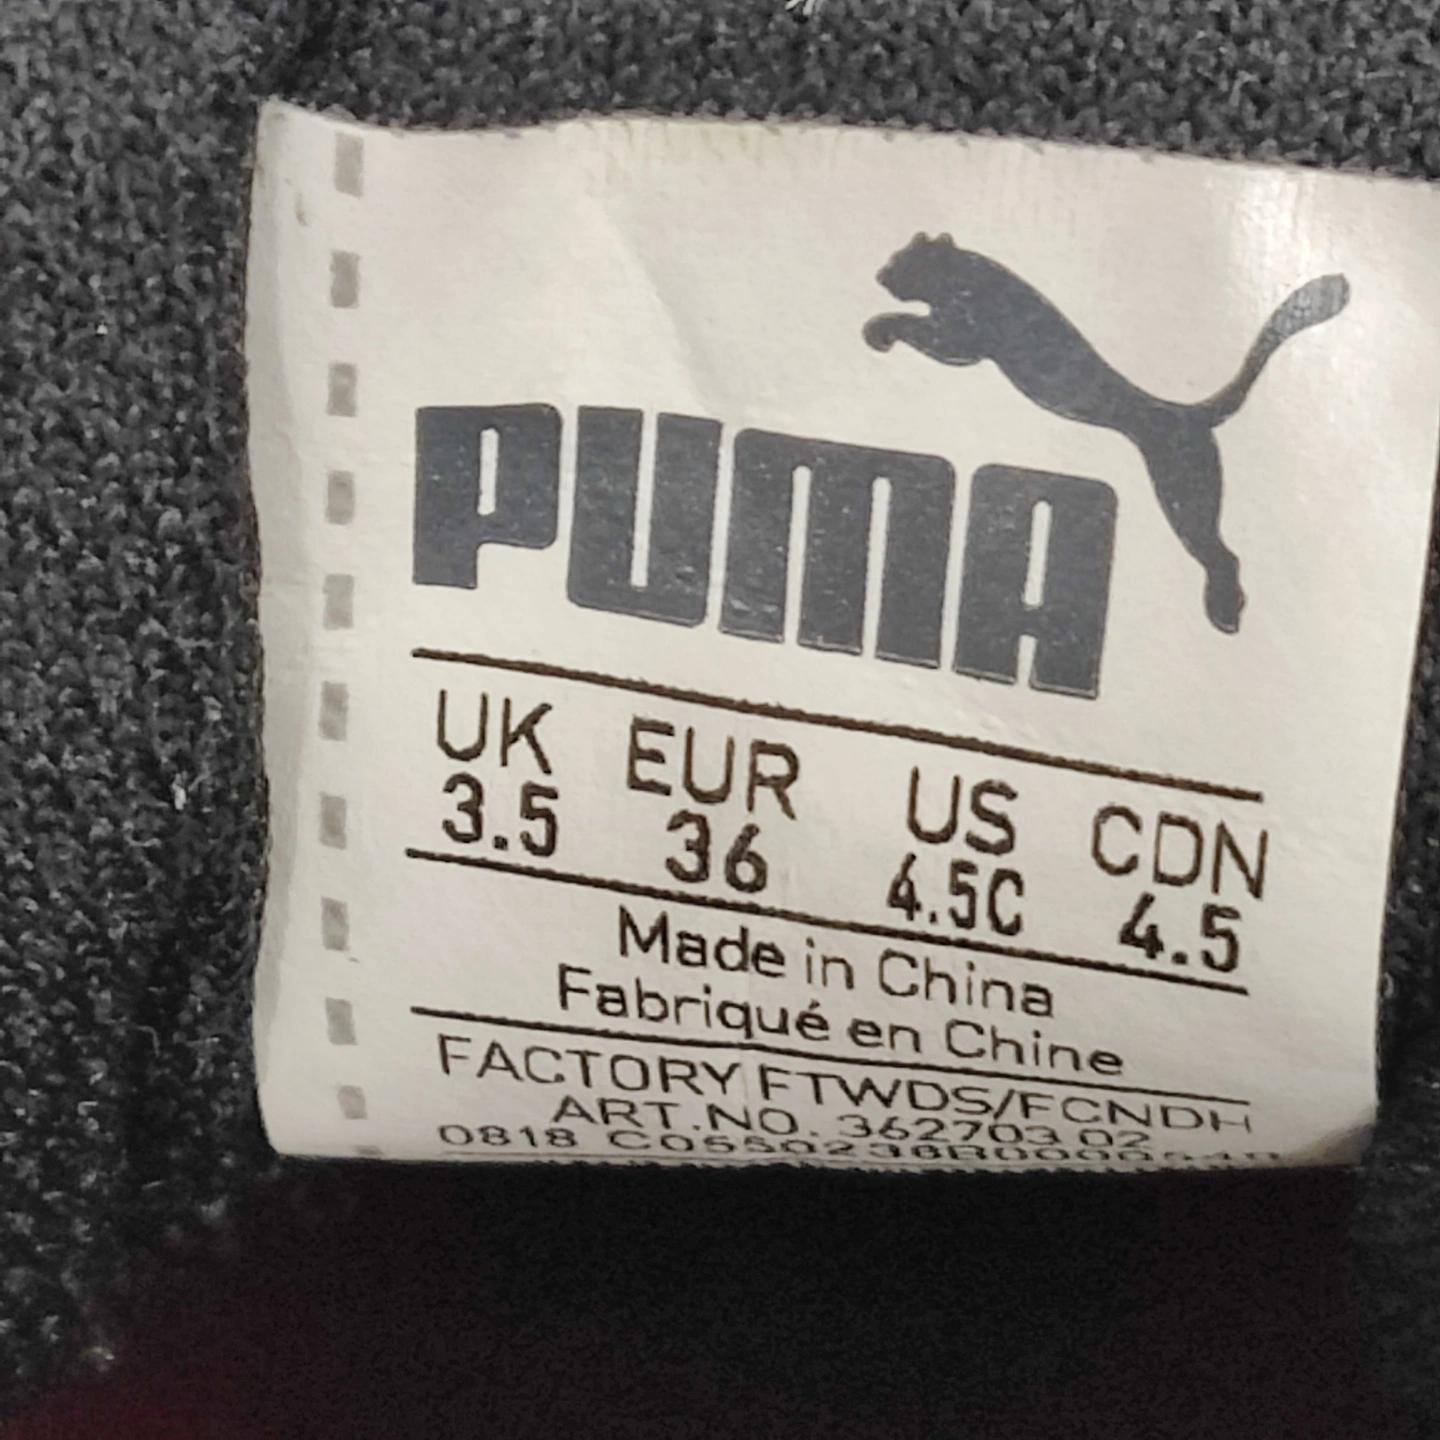 PUMA
UK EUR US CDN
3.5 36 4.5C 4.5
Made in China
Fabriqué en Chine
FACTORY FTWDS/FCNDH
ART.NO. 362703 02
0818